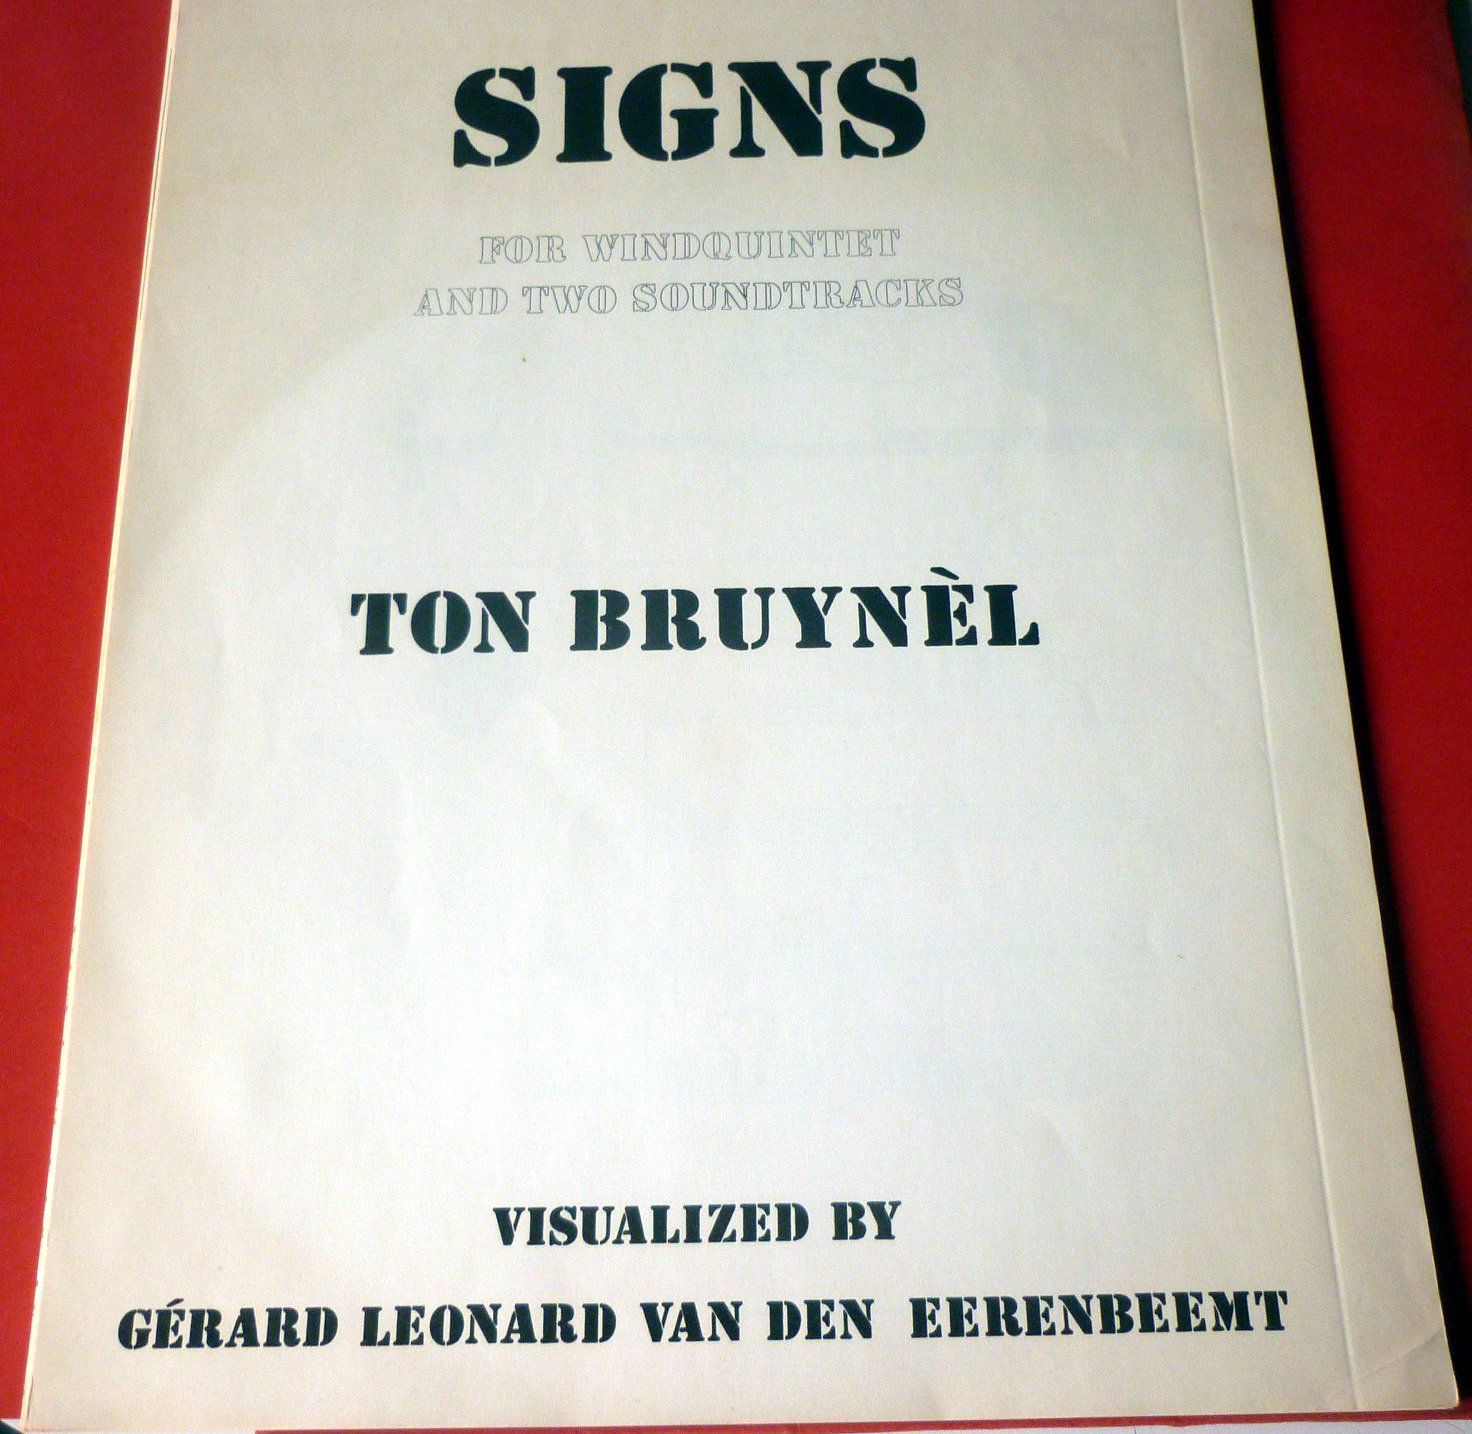 SIGNS
FOR WINDQUINTET
AND TWO SOUNDTRACKS
TON BRUYNÈL
VISUALIZED BY
GÉRARD LEONARD VAN DEN EERENBEEMT